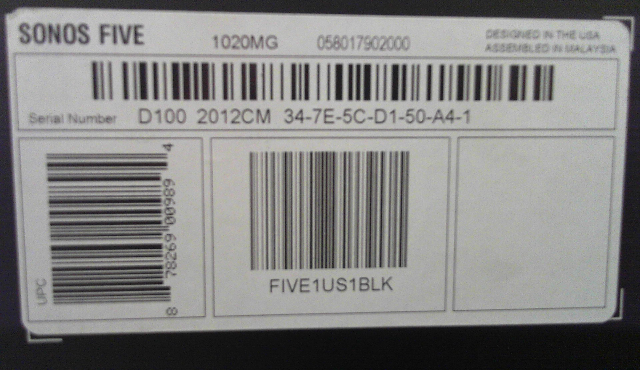 SONOS FIVE
1020MG 058017902000
DESIGNED IN THE USA
ASSEMBLED IN MALAYSIA
Serial Number D100 2012CM 34-7E-5C-D1-50-A4-1
UPC
8 78269 00989 4
FIVE1US1BLK